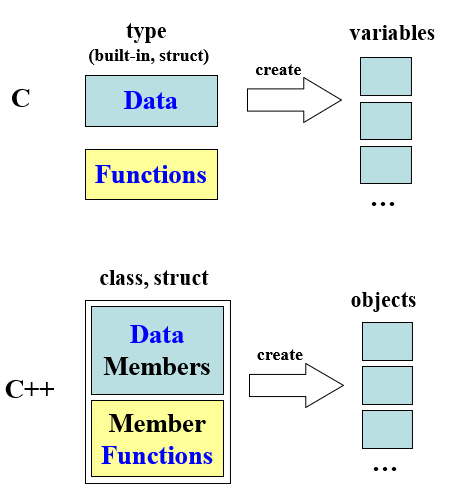 type
(built-in, struct)
variables
create
C
Data
Functions
...
class, struct
objects
create
Data
Members
C++
Member
Functions
...